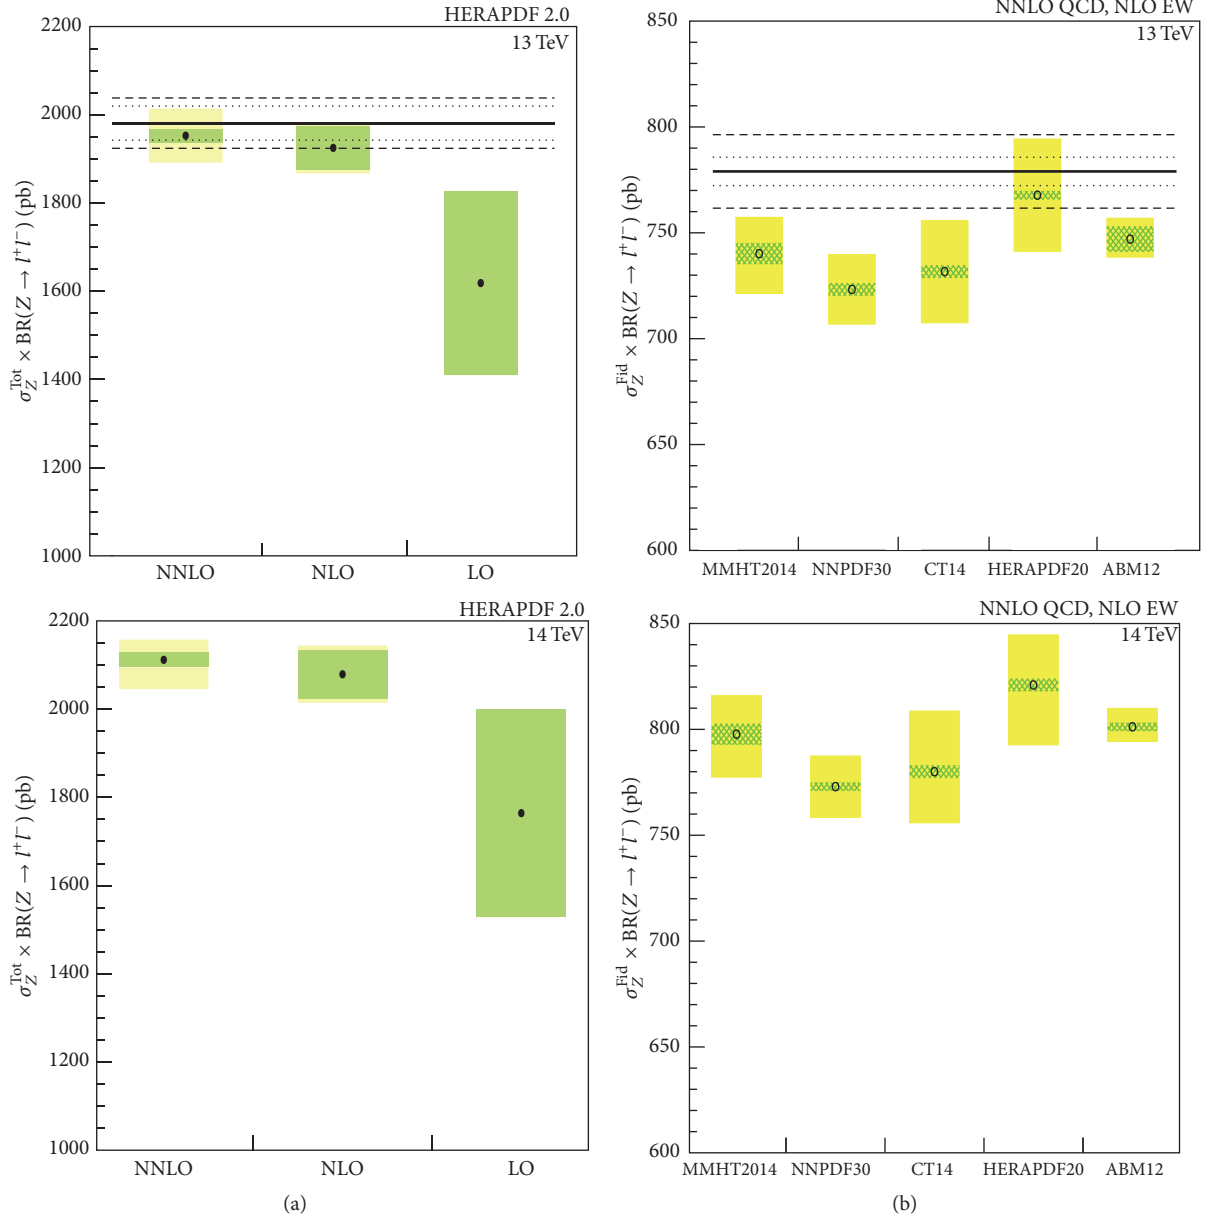 HERAPDF 2.0
13 TeV
2200
2000
1800
1600
1400
1200
1000
σ_Z^Tot × BR(Z → l⁺l⁻) (pb)
NNLO NLO LO
NNLO QCD, NLO EW
13 TeV
850
800
750
700
650
600
σ_Z^Fid × BR(Z → l⁺l⁻) (pb)
MMHT2014 NNPDF30 CT14 HERAPDF20 ABM12
HERAPDF 2.0
14 TeV
2200
2000
1800
1600
1400
1200
1000
σ_Z^Tot × BR(Z → l⁺l⁻) (pb)
NNLO NLO LO
(a)
NNLO QCD, NLO EW
14 TeV
850
800
750
700
650
600
σ_Z^Fid × BR(Z → l⁺l⁻) (pb)
MMHT2014 NNPDF30 CT14 HERAPDF20 ABM12
(b)